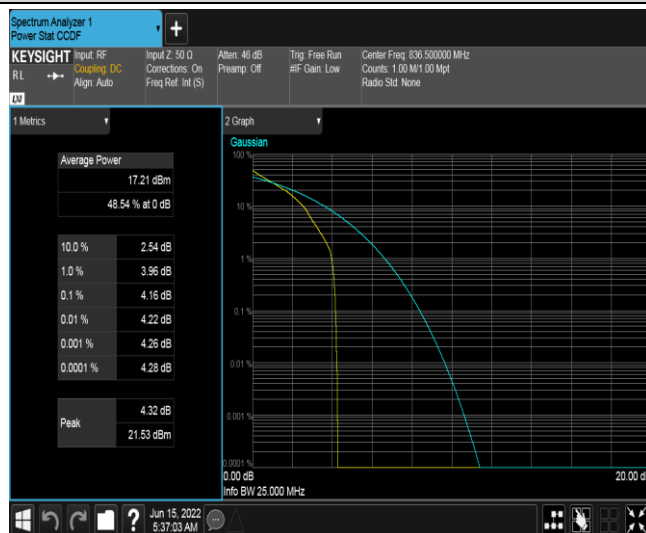 Spectrum Analyzer 1
Power Stat CCDF
+
KEYSIGHT
RL
LXI
Input: RF
Coupling: DC
Align: Auto
Input Z: 50 Ω
Corrections: On
Freq Ref: Int (S)
Atten: 46 dB
Preamp: Off
Trig: Free Run
#IF Gain: Low
Center Freq: 836.500000 MHz
Counts: 1.00 M/1.00 Mpt
Radio Std: None
1 Metrics
Average Power
17.21 dBm
48.54 % at 0 dB
10.0 % 2.54 dB
1.0 % 3.96 dB
0.1 % 4.16 dB
0.01 % 4.22 dB
0.001 % 4.26 dB
0.0001 % 4.28 dB
Peak
4.32 dB
21.53 dBm
2 Graph
Gaussian
100 %
10 %
1 %
0.1 %
0.01 %
0.001 %
0.0001 %
0.00 dB
20.00 d
Info BW 25.000 MHz
?
Jun 15, 2022
5:37:03 AM